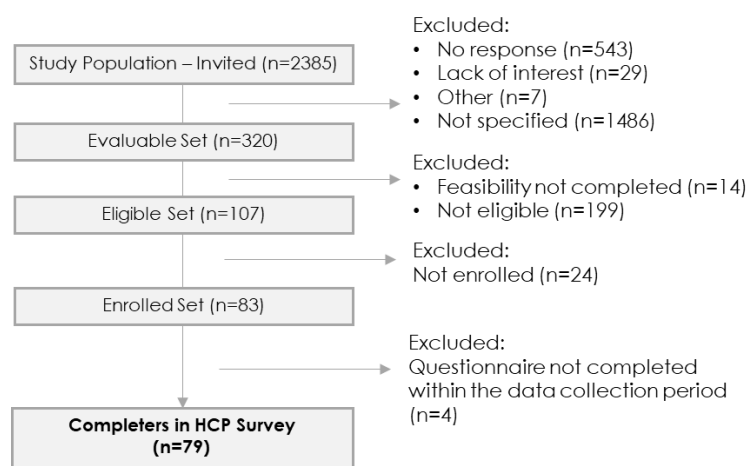 Study Population – Invited (n=2385)
Excluded:
• No response (n=543)
• Lack of interest (n=29)
• Other (n=7)
• Not specified (n=1486)
Evaluable Set (n=320)
Excluded:
• Feasibility not completed (n=14)
• Not eligible (n=199)
Eligible Set (n=107)
Excluded:
Not enrolled (n=24)
Enrolled Set (n=83)
Excluded:
Questionnaire not completed
within the data collection period
(n=4)
Completers in HCP Survey
(n=79)